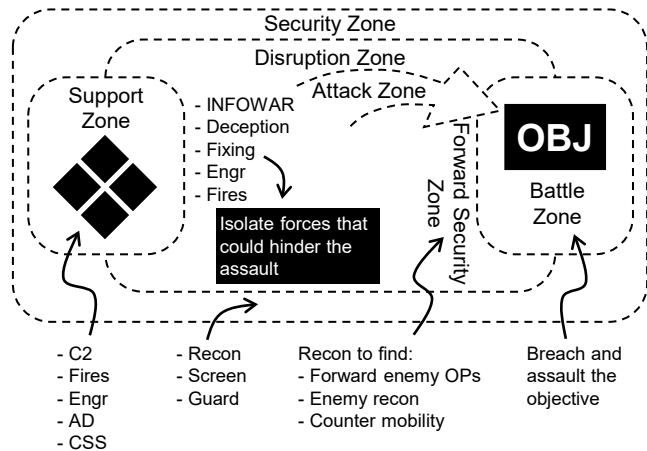 Security Zone
Disruption Zone
Attack Zone
Support
Zone
- INFOWAR
- Deception
- Fixing
- Engr
- Fires
Isolate forces that
could hinder the
assault
Forward Security
Zone
OBJ
Battle
Zone
- C2
- Fires
- Engr
- AD
- CSS
- Recon
- Screen
- Guard
Recon to find:
- Forward enemy OPs
- Enemy recon
- Counter mobility
Breach and
assault the
objective